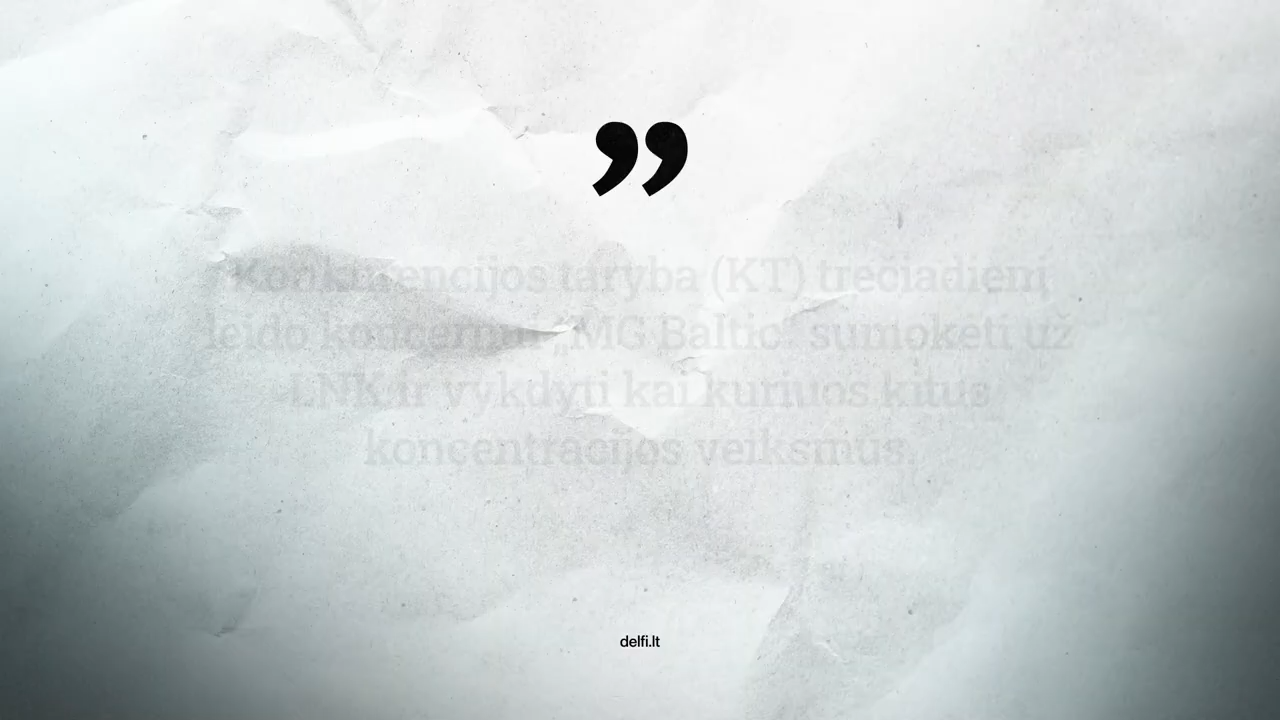 ”
Konkurencijos taryba (KT) trečiadienį
leido koncernui „MG Baltic“ sumokėti už
LNK ir vykdyti kai kuriuos kitus
koncentracijos veiksmus.
delfi.lt